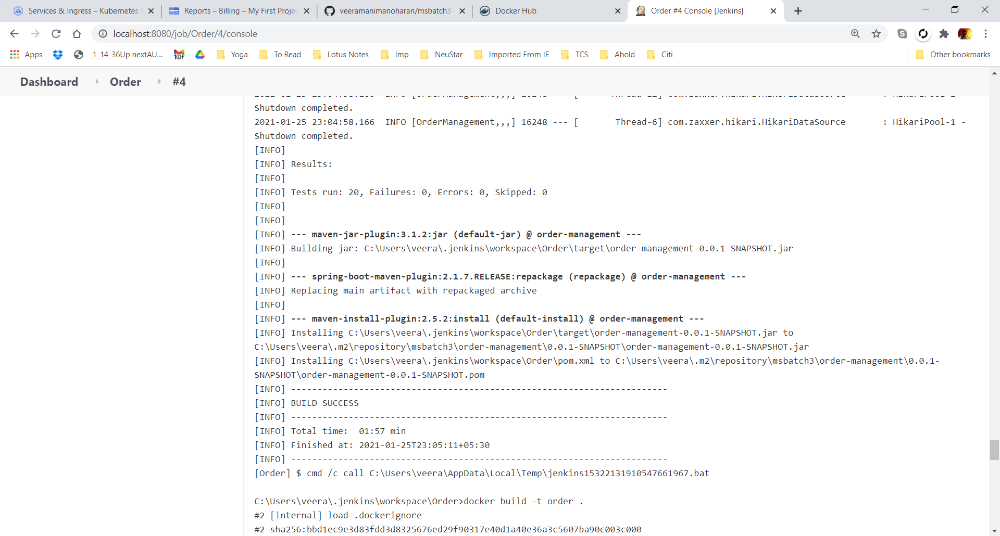 Services & Ingress – Kubernetes
Reports – Billing – My First Projec
veeramanimanoharan/msbatch3-
Docker Hub
Order #4 Console [Jenkins]
localhost:8080/job/Order/4/console
Apps
_1_14_36Up nextAU...
100+
Yoga
To Read
Lotus Notes
Imp
NeuStar
Imported From IE
TCS
Ahold
Citi
Other bookmarks
Dashboard
Order
#4
Shutdown completed.
2021-01-25 23:04:58.166  INFO [OrderManagement,,,] 16248 --- [       Thread-6] com.zaxxer.hikari.HikariDataSource       : HikariPool-1 -
Shutdown completed.
[INFO]
[INFO] Results:
[INFO]
[INFO] Tests run: 20, Failures: 0, Errors: 0, Skipped: 0
[INFO]
[INFO]
[INFO] --- maven-jar-plugin:3.1.2:jar (default-jar) @ order-management ---
[INFO] Building jar: C:\Users\veera\.jenkins\workspace\Order\target\order-management-0.0.1-SNAPSHOT.jar
[INFO]
[INFO] --- spring-boot-maven-plugin:2.1.7.RELEASE:repackage (repackage) @ order-management ---
[INFO] Replacing main artifact with repackaged archive
[INFO]
[INFO] --- maven-install-plugin:2.5.2:install (default-install) @ order-management ---
[INFO] Installing C:\Users\veera\.jenkins\workspace\Order\target\order-management-0.0.1-SNAPSHOT.jar to
C:\Users\veera\.m2\repository\msbatch3\order-management\0.0.1-SNAPSHOT\order-management-0.0.1-SNAPSHOT.jar
[INFO] Installing C:\Users\veera\.jenkins\workspace\Order\pom.xml to C:\Users\veera\.m2\repository\msbatch3\order-management\0.0.1-
SNAPSHOT\order-management-0.0.1-SNAPSHOT.pom
[INFO] ------------------------------------------------------------------------
[INFO] BUILD SUCCESS
[INFO] ------------------------------------------------------------------------
[INFO] Total time:  01:57 min
[INFO] Finished at: 2021-01-25T23:05:11+05:30
[INFO] ------------------------------------------------------------------------
[Order] $ cmd /c call C:\Users\veera\AppData\Local\Temp\jenkins15322131910547661967.bat
C:\Users\veera\.jenkins\workspace\Order>docker build -t order .
#2 [internal] load .dockerignore
#2 sha256:bbd1ec9e3d83fdd3d8325676ed29f90317e40d1a40e36a3c5607ba90c003c000